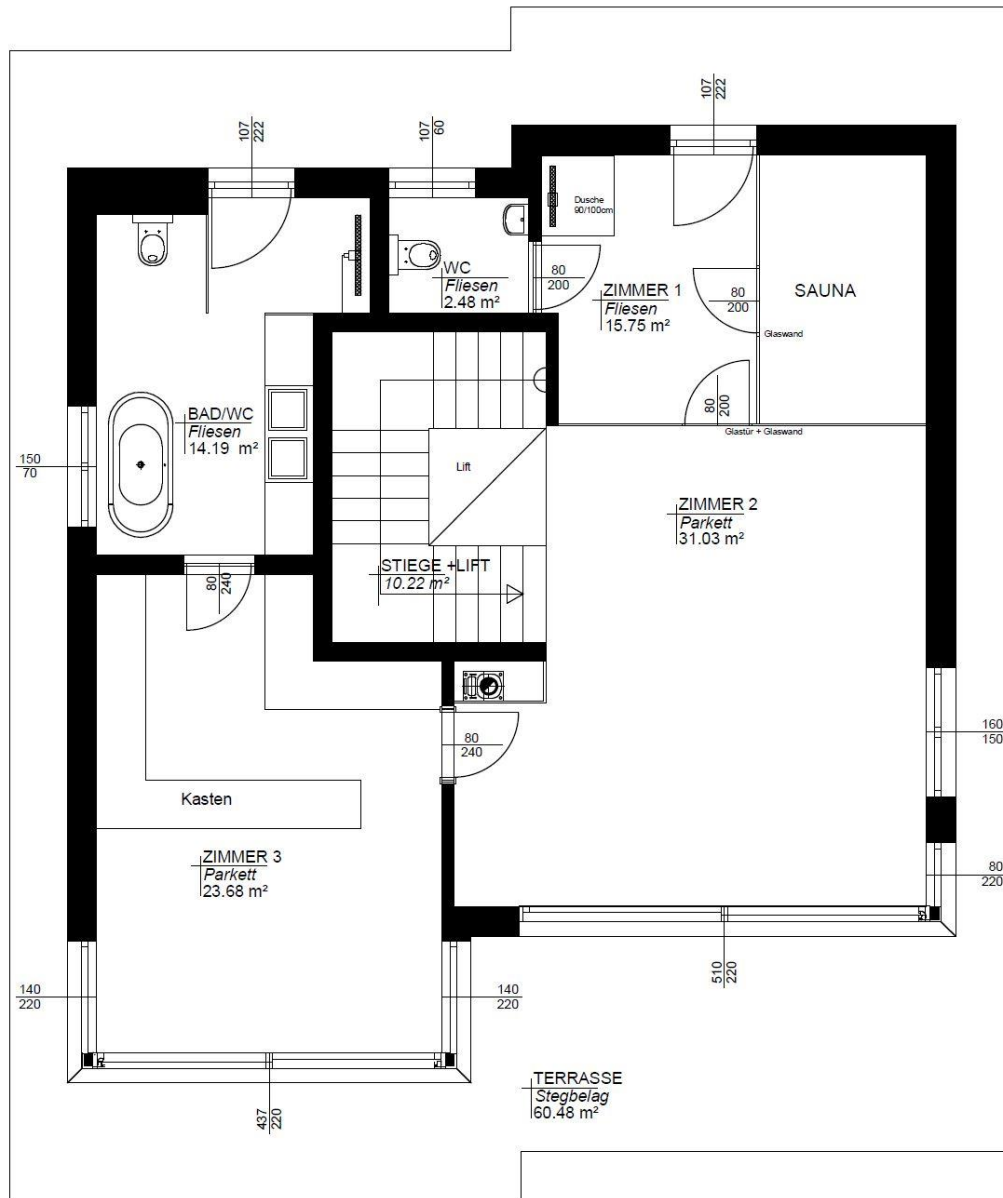 107
222
107
60
107
222
Dusche
90/100cm
WC
Fliesen
2.48 m²
80
200
ZIMMER 1
Fliesen
15.75 m²
80
200
SAUNA
Glaswand
80
200
Glastür + Glaswand
BAD/WC
Fliesen
14.19 m²
150
70
Lift
ZIMMER 2
Parkett
31.03 m²
STIEGE +LIFT
10.22 m²
80
240
80
240
160
150
Kasten
ZIMMER 3
Parkett
23.68 m²
80
220
140
220
140
220
510
220
437
220
TERRASSE
Stegbelag
60.48 m²